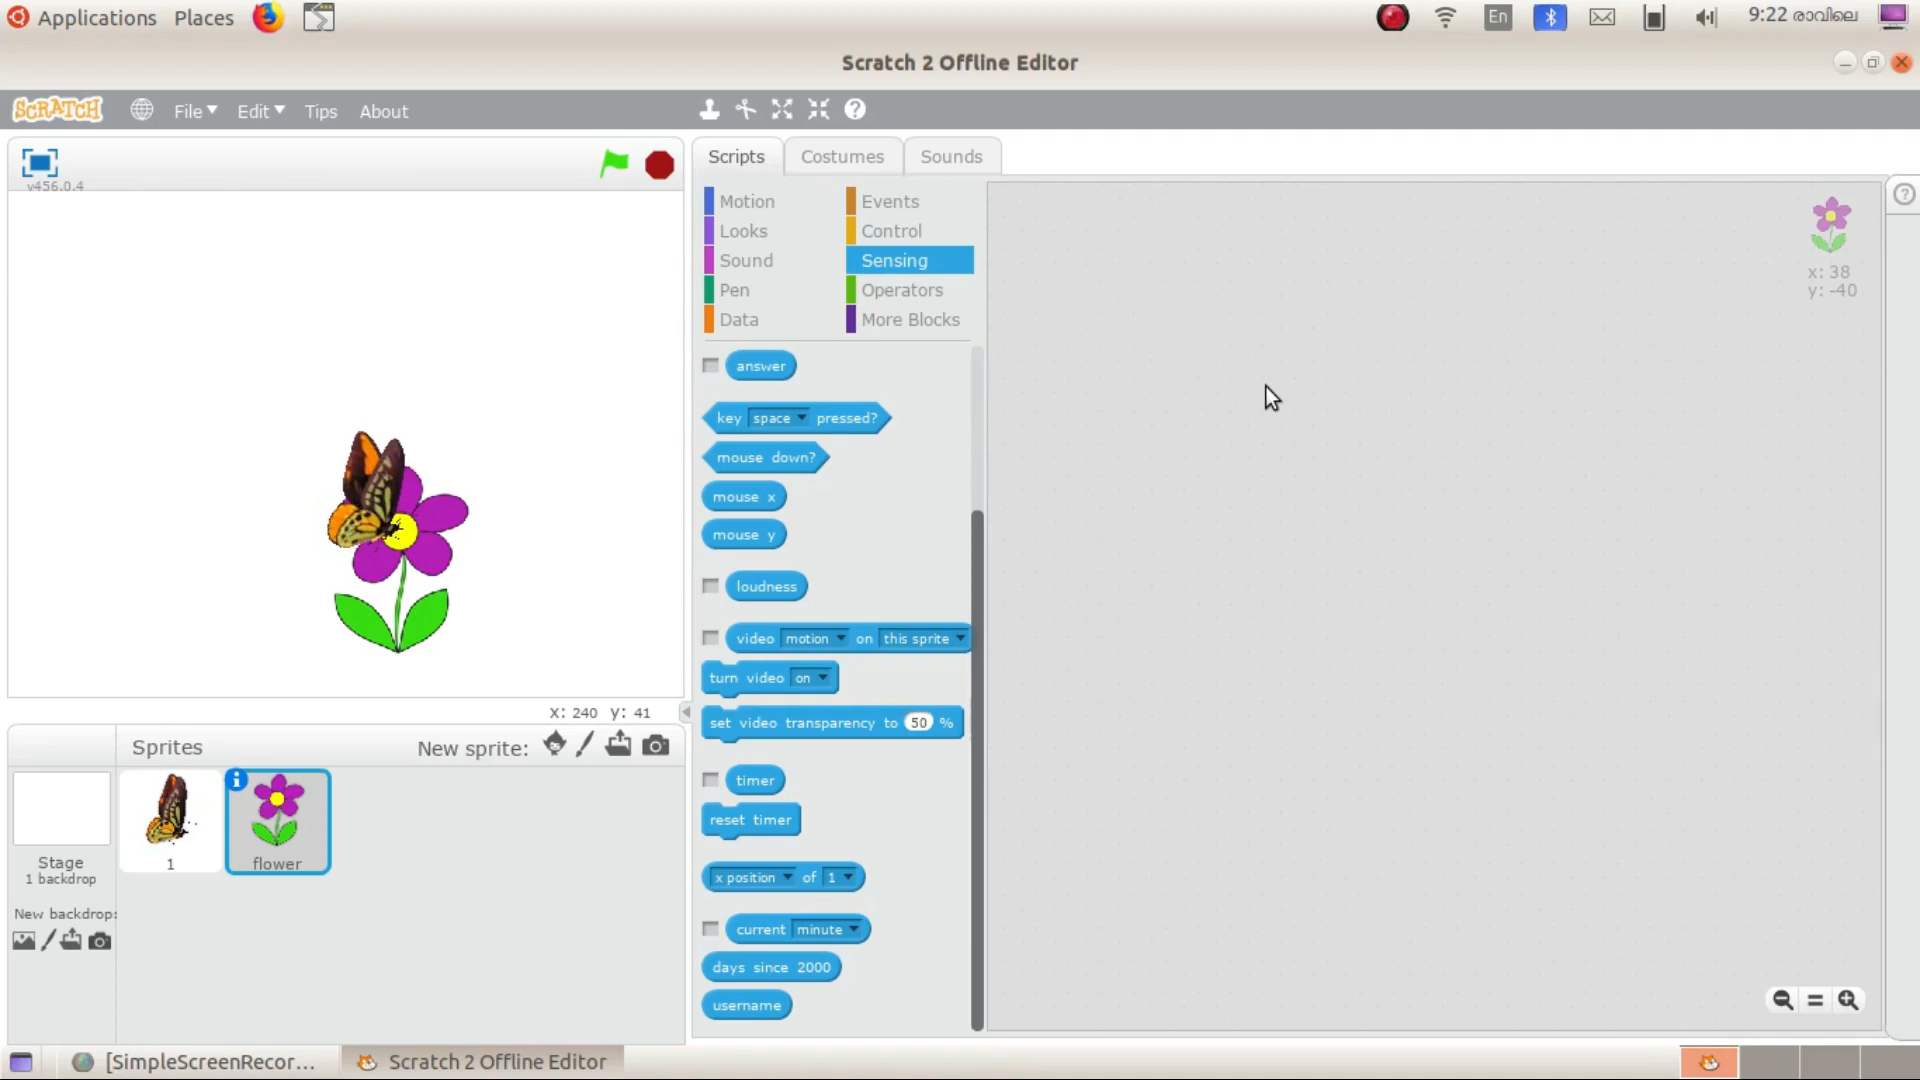 Applications Places En 9:22 രാവിലെ
Scratch 2 Offline Editor
SCRATCH File Edit Tips About
v456.0.4
Scripts Costumes Sounds
Motion Events
Looks Control
Sound Sensing
Pen Operators
Data More Blocks
x: 38
y: -40
answer
key space pressed?
mouse down?
mouse x
mouse y
loudness
video motion on this sprite
turn video on
set video transparency to 50 %
timer
reset timer
x position of 1
current minute
days since 2000
username
x: 240 y: 41
Sprites New sprite:
1 flower
Stage
1 backdrop
New backdrop:
[SimpleScreenRecor... Scratch 2 Offline Editor